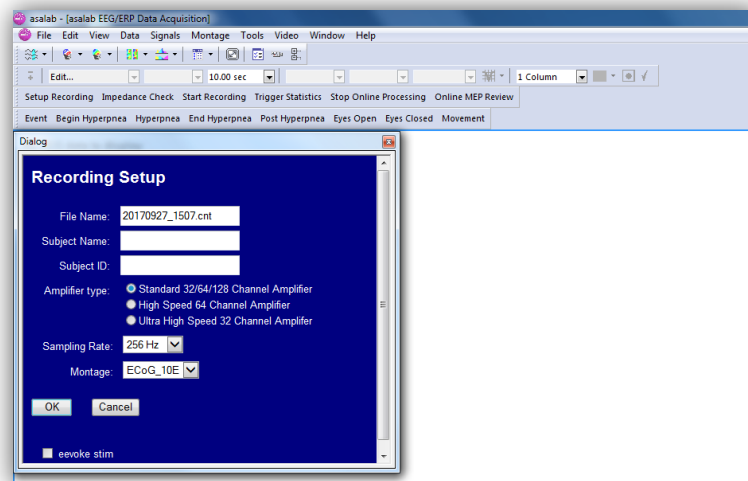 asalab - [asalab EEG/ERP Data Acquisition]
File Edit View Data Signals Montage Tools Video Window Help
Edit... 10.00 sec 1 Column
Setup Recording Impedance Check Start Recording Trigger Statistics Stop Online Processing Online MEP Review
Event Begin Hyperpnea Hyperpnea End Hyperpnea Post Hyperpnea Eyes Open Eyes Closed Movement
Dialog
Recording Setup
File Name: 20170927_1507.cnt
Subject Name:
Subject ID:
Amplifier type: Standard 32/64/128 Channel Amplifier
High Speed 64 Channel Amplifier
Ultra High Speed 32 Channel Amplifer
Sampling Rate: 256 Hz
Montage: ECoG_10E
OK Cancel
eevoke stim